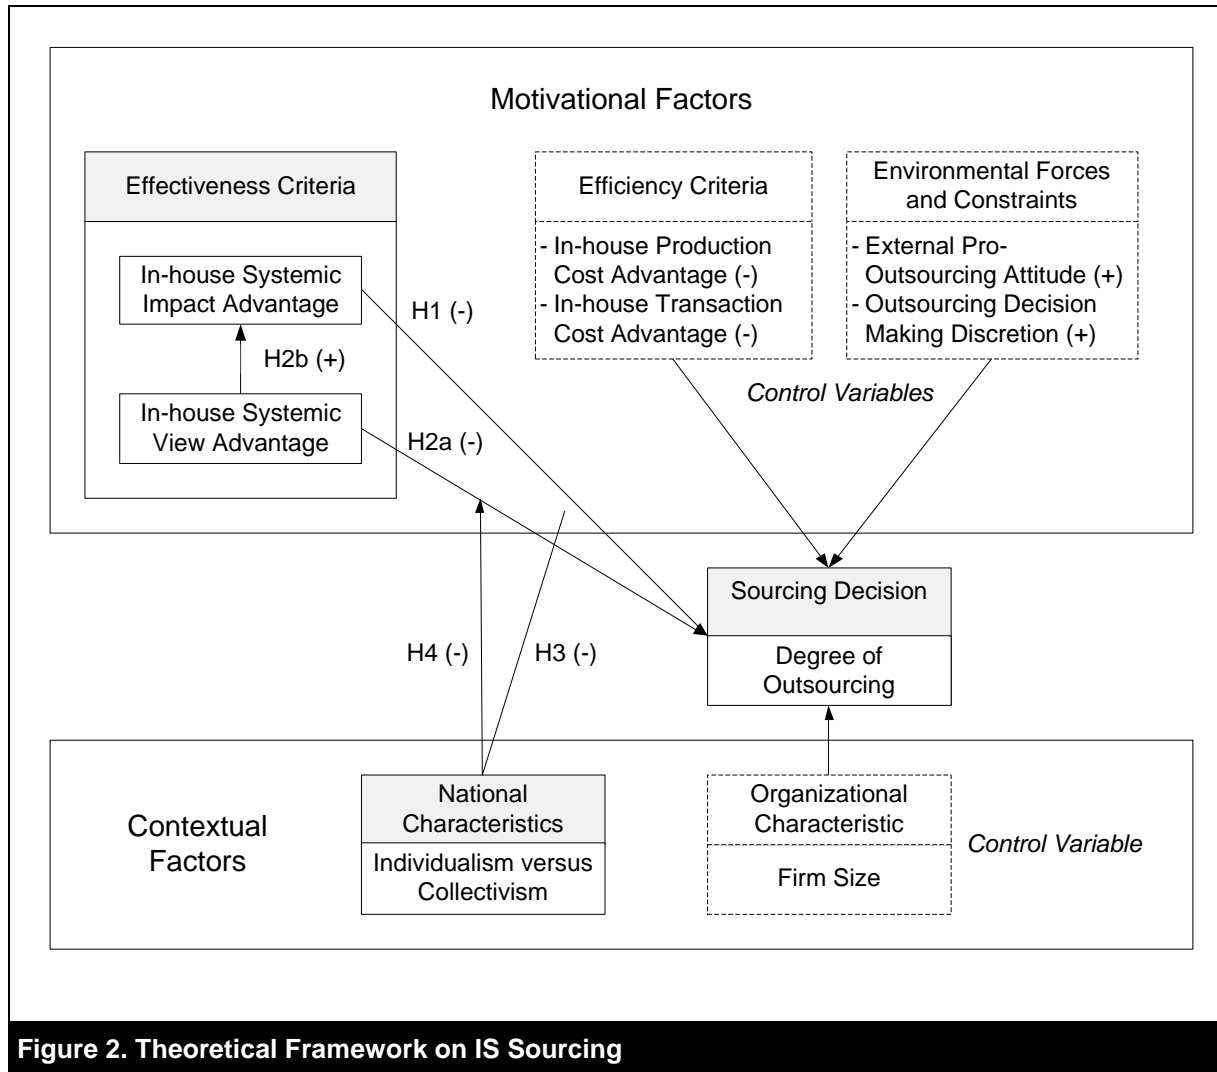 Motivational Factors
Effectiveness Criteria
In-house Systemic
Impact Advantage
H2b (+)
In-house Systemic
View Advantage
H1 (-)
H2a (-)
Efficiency Criteria
- In-house Production
Cost Advantage (-)
- In-house Transaction
Cost Advantage (-)
Environmental Forces
and Constraints
- External Pro-
Outsourcing Attitude (+)
- Outsourcing Decision
Making Discretion (+)
Control Variables
Sourcing Decision
Degree of
Outsourcing
H4 (-)
H3 (-)
Contextual
Factors
National
Characteristics
Individualism versus
Collectivism
Organizational
Characteristic
Firm Size
Control Variable
Figure 2. Theoretical Framework on IS Sourcing